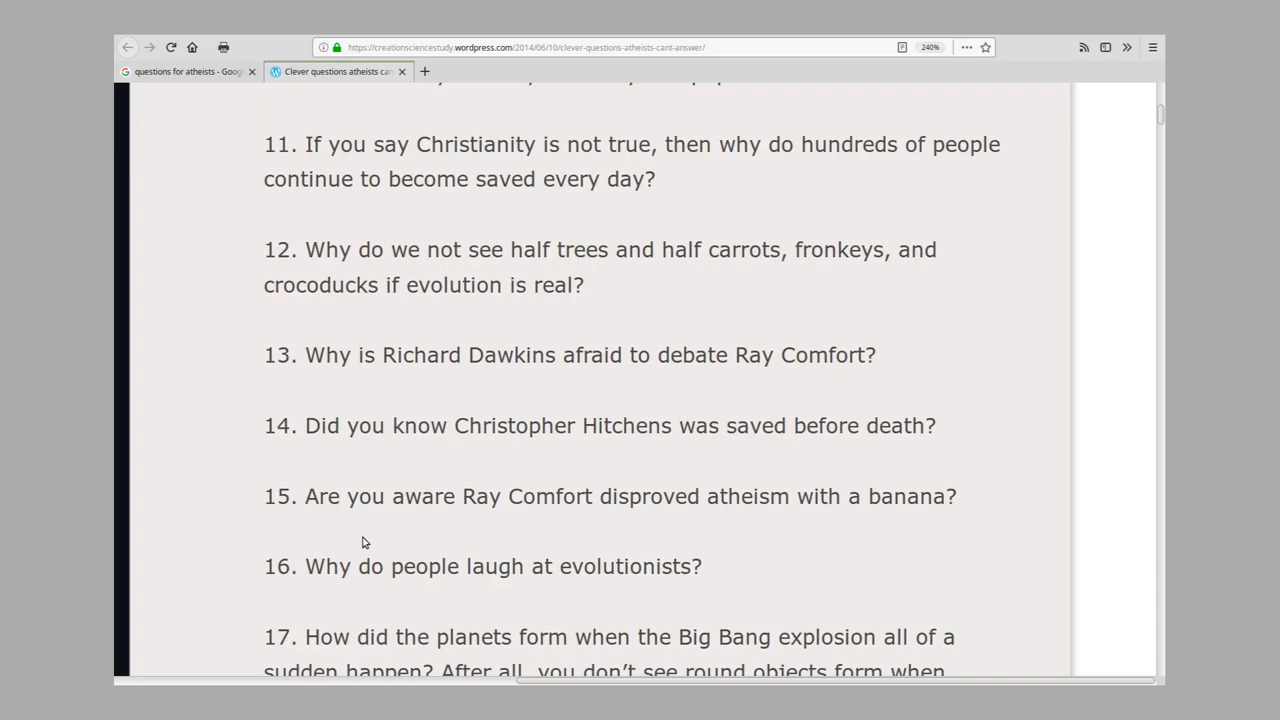 https://creationsciencestudy.wordpress.com/2014/06/10/clever-questions-atheists-cant-answer/
240%
questions for atheists - Goog
Clever questions atheists can
11. If you say Christianity is not true, then why do hundreds of people
continue to become saved every day?
12. Why do we not see half trees and half carrots, fronkeys, and
crocoducks if evolution is real?
13. Why is Richard Dawkins afraid to debate Ray Comfort?
14. Did you know Christopher Hitchens was saved before death?
15. Are you aware Ray Comfort disproved atheism with a banana?
16. Why do people laugh at evolutionists?
17. How did the planets form when the Big Bang explosion all of a
sudden happen? After all, you don’t see round objects form when